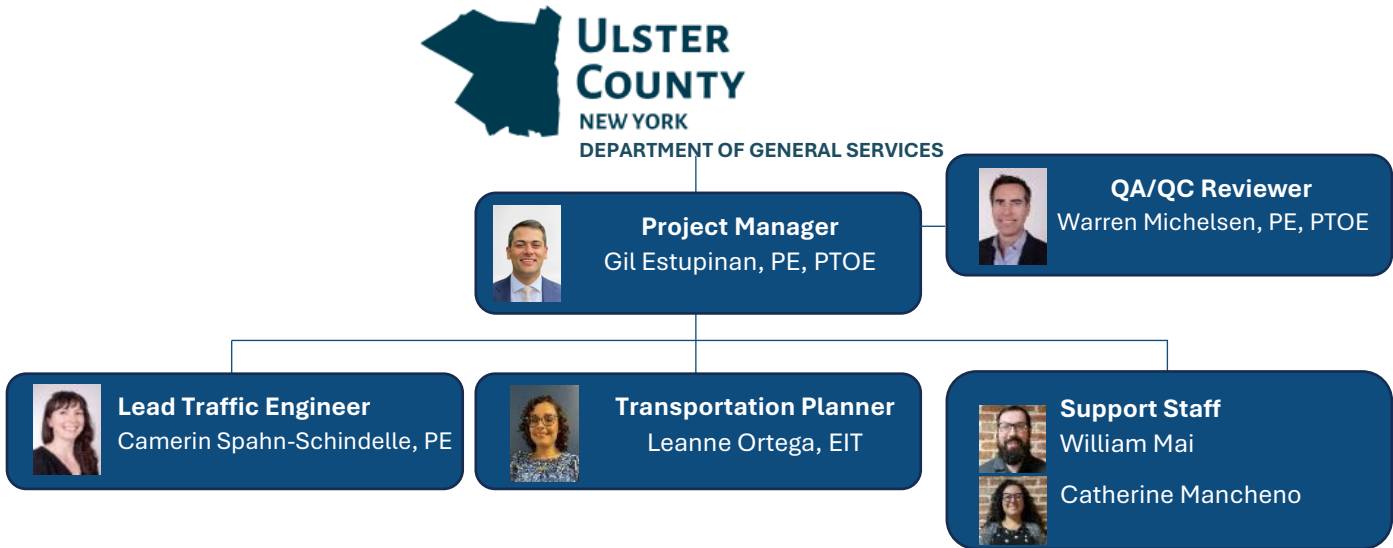 ULSTER
COUNTY
NEW YORK
DEPARTMENT OF GENERAL SERVICES
QA/QC Reviewer
Warren Michelsen, PE, PTOE
Project Manager
Gil Estupinan, PE, PTOE
Lead Traffic Engineer
Camerin Spahn-Schindelle, PE
Transportation Planner
Leanne Ortega, EIT
Support Staff
William Mai
Catherine Mancheno